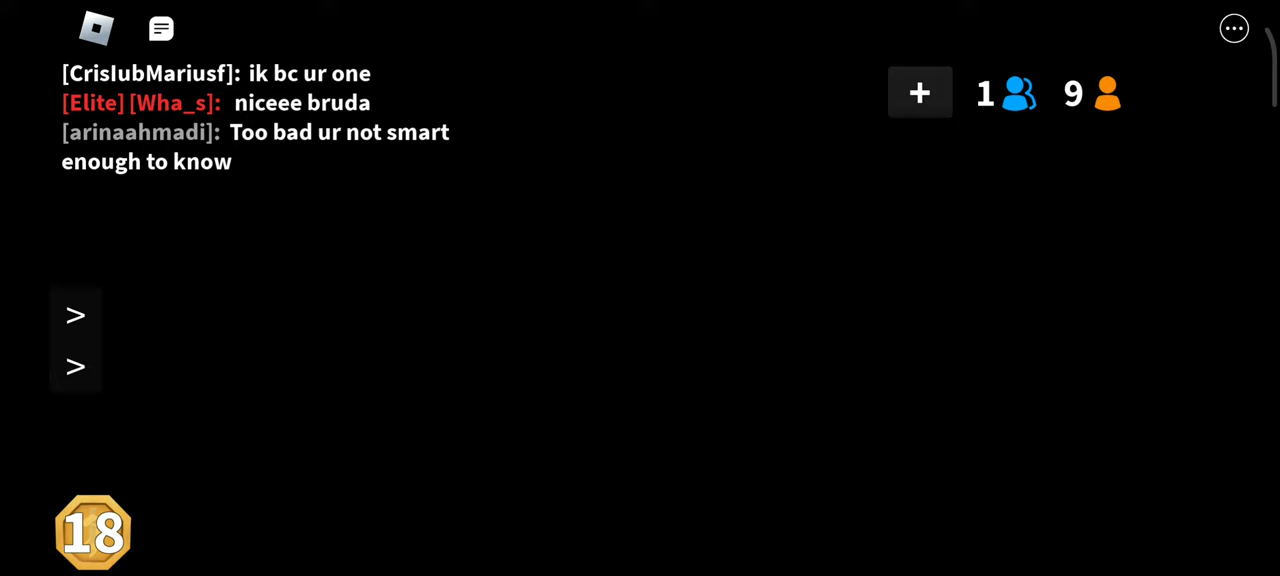 [CrisIubMariusf]: ik bc ur one
[Elite] [Wha_s]: niceee bruda
[arinaahmadi]: Too bad ur not smart
enough to know
+ 1 9
>
>
18